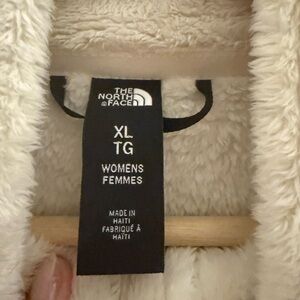 THE
NORTH
FACE
XL
TG
WOMENS
FEMMES
MADE IN
HAITI
FABRIQUÉ À
HAÏTI